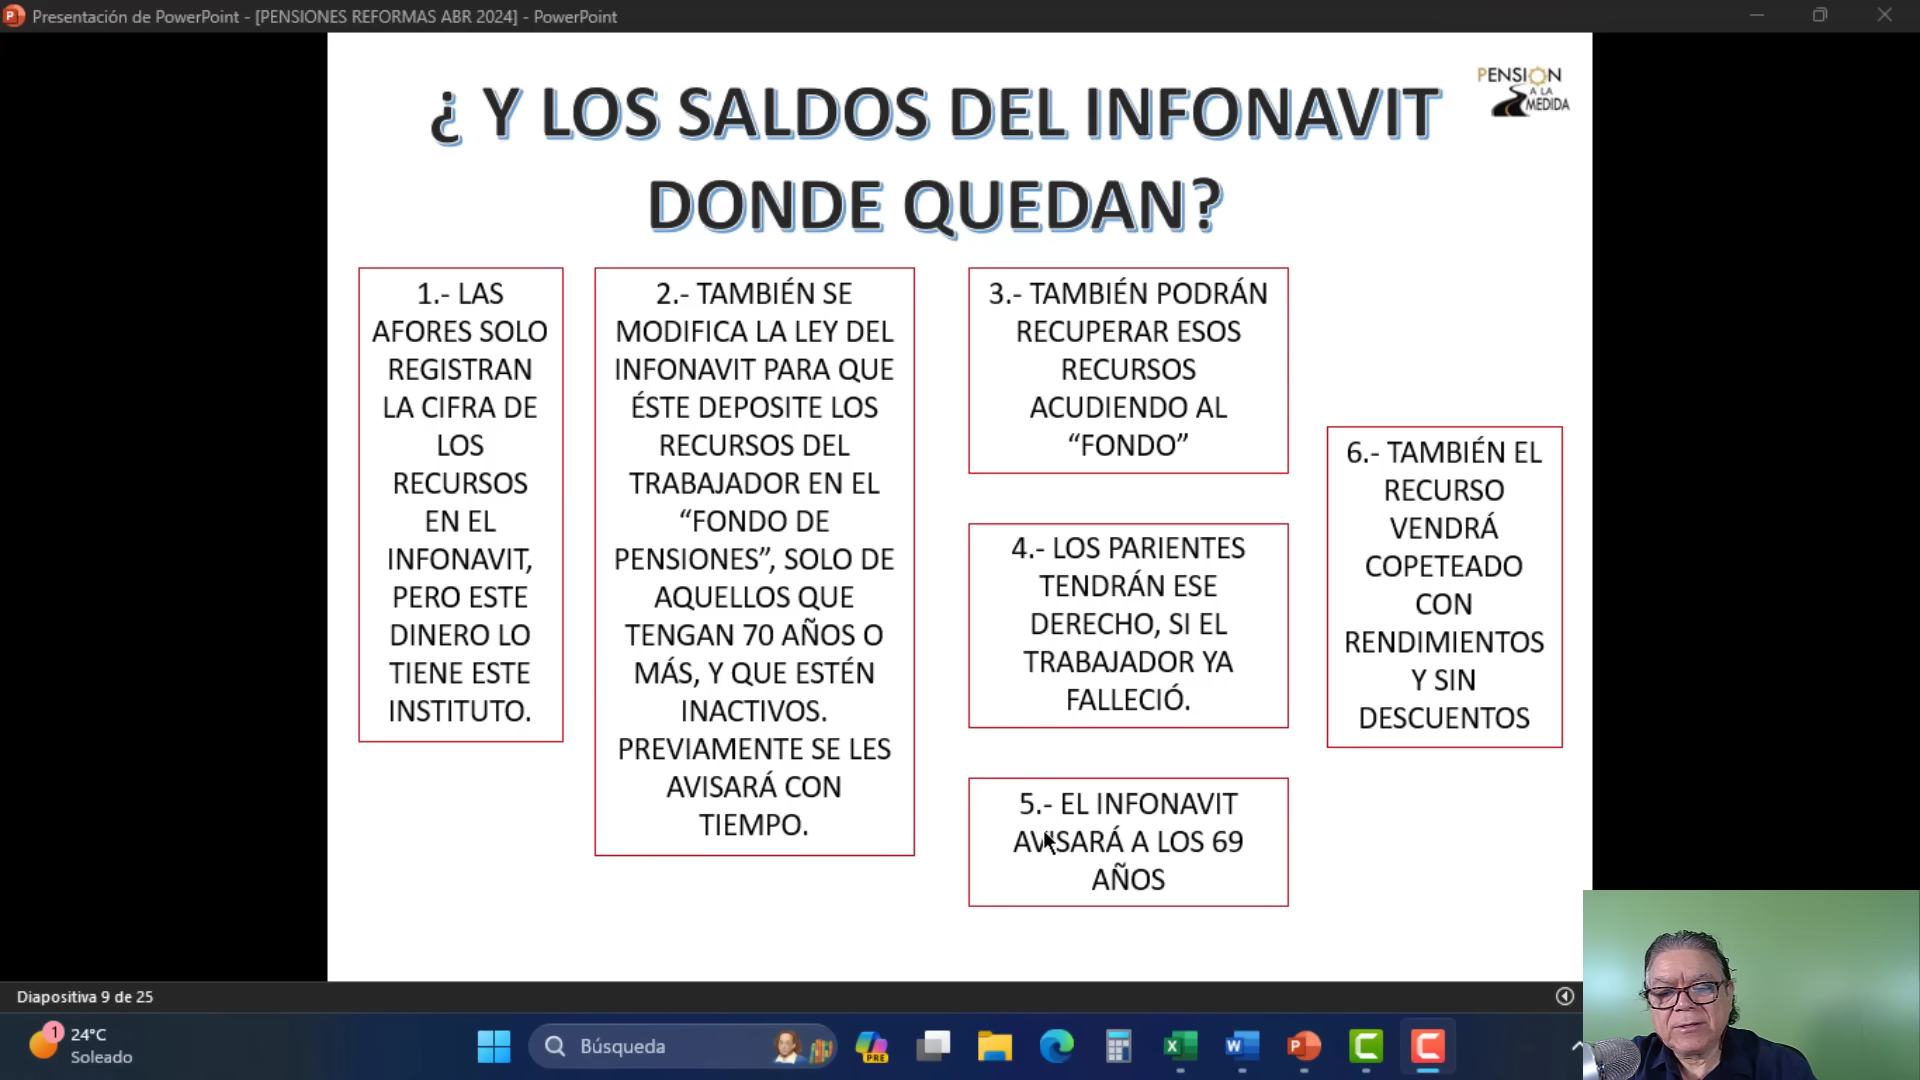 Presentación de PowerPoint - [PENSIONES REFORMAS ABR 2024] - PowerPoint
¿ Y LOS SALDOS DEL INFONAVIT
DONDE QUEDAN?
PENSION
A LA
MEDIDA
1.- LAS
AFORES SOLO
REGISTRAN
LA CIFRA DE
LOS
RECURSOS
EN EL
INFONAVIT,
PERO ESTE
DINERO LO
TIENE ESTE
INSTITUTO.
2.- TAMBIÉN SE
MODIFICA LA LEY DEL
INFONAVIT PARA QUE
ÉSTE DEPOSITE LOS
RECURSOS DEL
TRABAJADOR EN EL
“FONDO DE
PENSIONES”, SOLO DE
AQUELLOS QUE
TENGAN 70 AÑOS O
MÁS, Y QUE ESTÉN
INACTIVOS.
PREVIAMENTE SE LES
AVISARÁ CON
TIEMPO.
3.- TAMBIÉN PODRÁN
RECUPERAR ESOS
RECURSOS
ACUDIENDO AL
“FONDO”
4.- LOS PARIENTES
TENDRÁN ESE
DERECHO, SI EL
TRABAJADOR YA
FALLECIÓ.
5.- EL INFONAVIT
AVISARÁ A LOS 69
AÑOS
6.- TAMBIÉN EL
RECURSO
VENDRÁ
COPETEADO
CON
RENDIMIENTOS
Y SIN
DESCUENTOS
Diapositiva 9 de 25
1
24°C
Soleado
Búsqueda
PRE